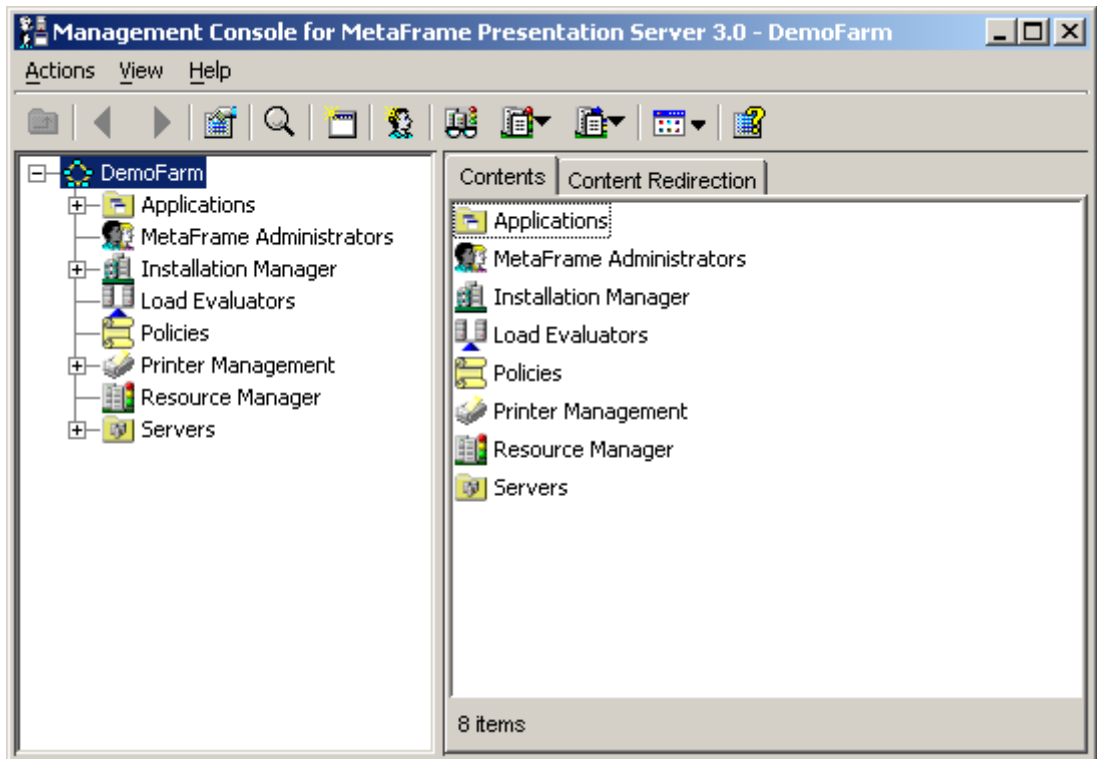 Management Console for MetaFrame Presentation Server 3.0 - DemoFarm
Actions View Help
DemoFarm
Applications
MetaFrame Administrators
Installation Manager
Load Evaluators
Policies
Printer Management
Resource Manager
Servers
Contents Content Redirection
Applications
MetaFrame Administrators
Installation Manager
Load Evaluators
Policies
Printer Management
Resource Manager
Servers
8 items